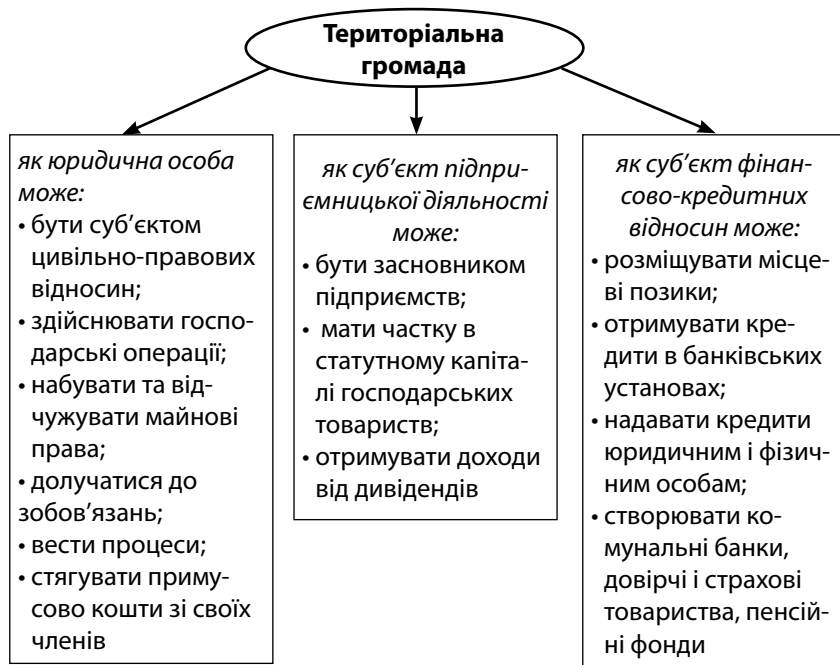 Територіальна
громада
як юридична особа
може:
• бути суб’єктом
цивільно-правових
відносин;
• здійснювати госпо-
дарські операції;
• набувати та від-
чужувати майнові
права;
• долучатися до
зобов’язань;
• вести процеси;
• стягувати приму-
сово кошти зі своїх
членів
як суб’єкт підпри-
ємницької діяльності
може:
• бути засновником
підприємств;
• мати частку в
статутному капіта-
лі господарських
товариств;
• отримувати доходи
від дивідендів
як суб’єкт фінан-
сово-кредитних
відносин може:
• розміщувати місце-
ві позики;
• отримувати кре-
дити в банківських
установах;
• надавати кредити
юридичним і фізич-
ним особам;
• створювати ко-
мунальні банки,
довірчі і страхові
товариства, пенсій-
ні фонди